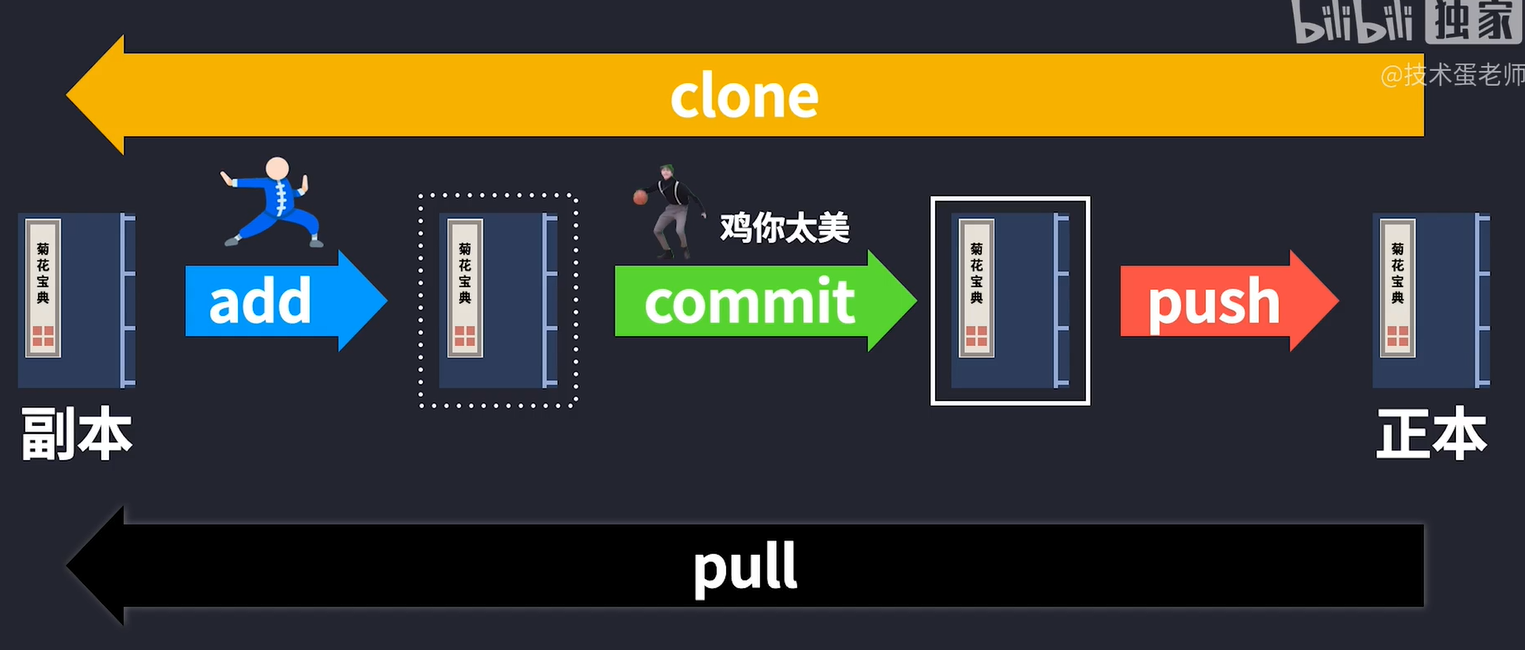 bilibili 独家
@技术蛋老师
clone
鸡你太美
菊花宝典
add
菊花宝典
commit
菊花宝典
push
菊花宝典
副本
正本
pull